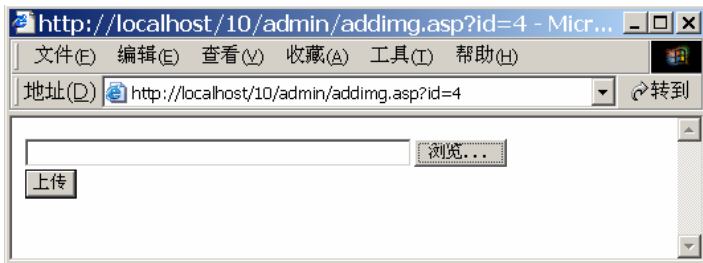 http://localhost/10/admin/addimg.asp?id=4 - Micr...
文件(E) 编辑(E) 查看(V) 收藏(A) 工具(T) 帮助(H)
地址(D) http://localhost/10/admin/addimg.asp?id=4 转到
浏览...
上传